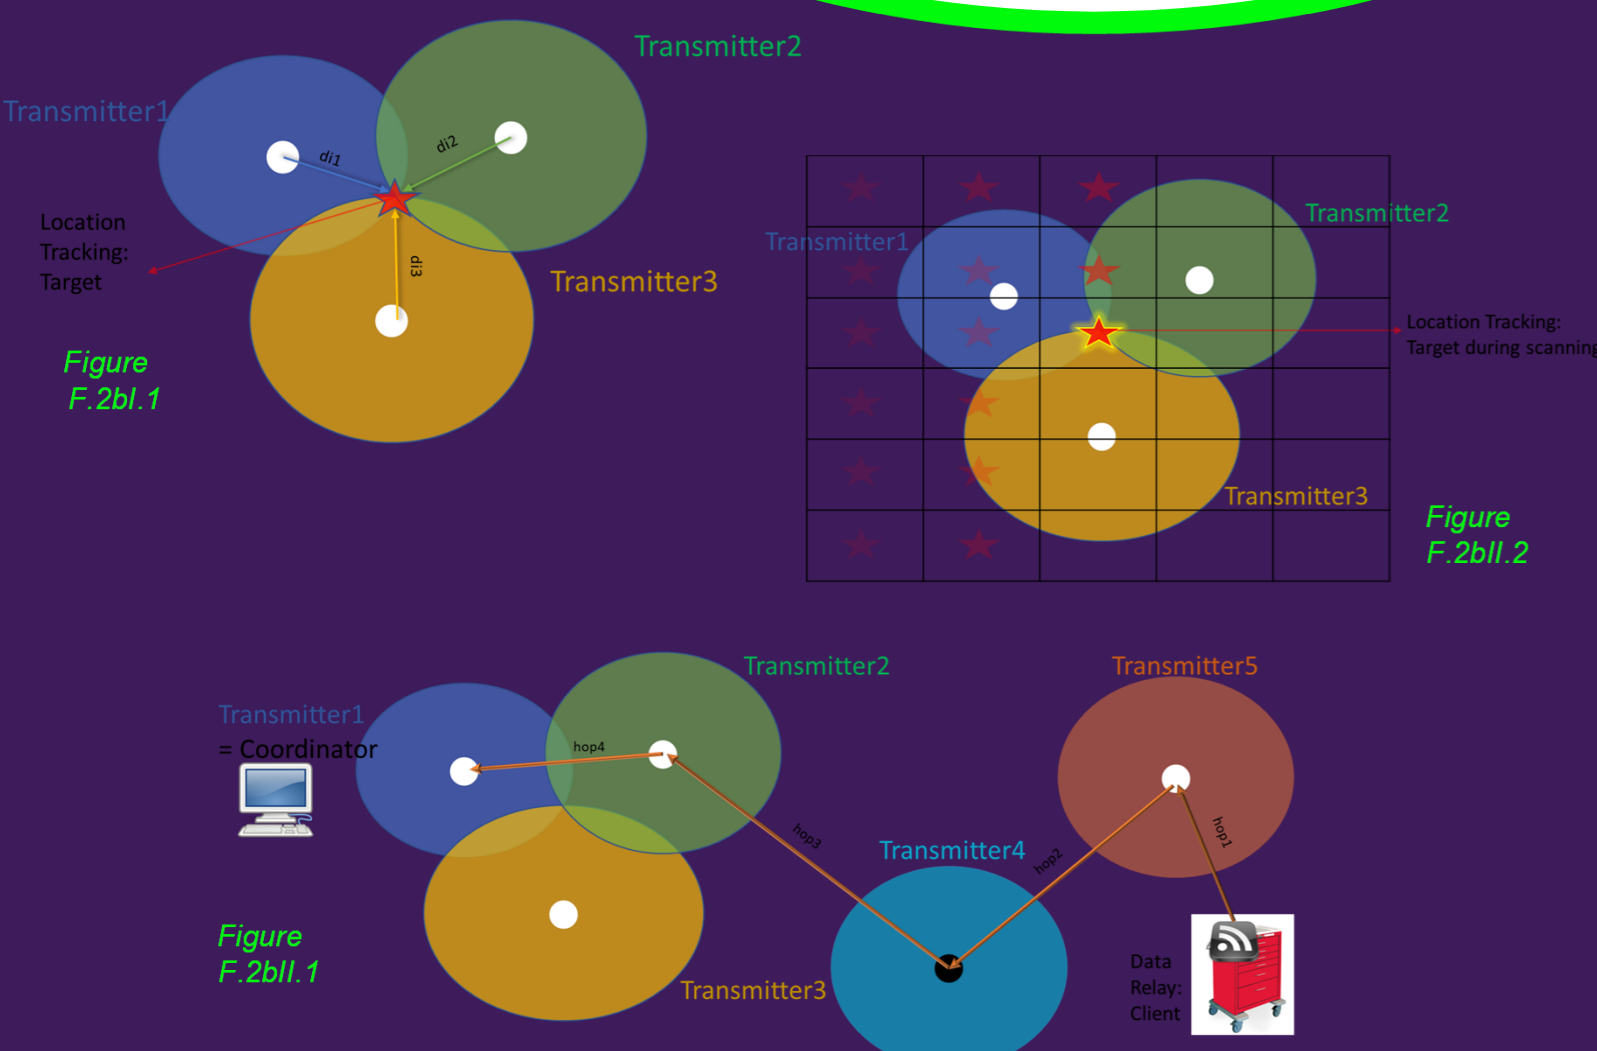 Transmitter2
Transmitter1
di1
di2
di3
Location
Tracking:
Target
Transmitter3
Figure
F.2bI.1
Transmitter2
Transmitter1
Location Tracking:
Target during scanning
Transmitter3
Figure
F.2bII.2
Transmitter2
Transmitter5
Transmitter1
= Coordinator
hop4
hop3
Transmitter4
hop2
hop1
Figure
F.2bII.1
Transmitter3
Data
Relay:
Client